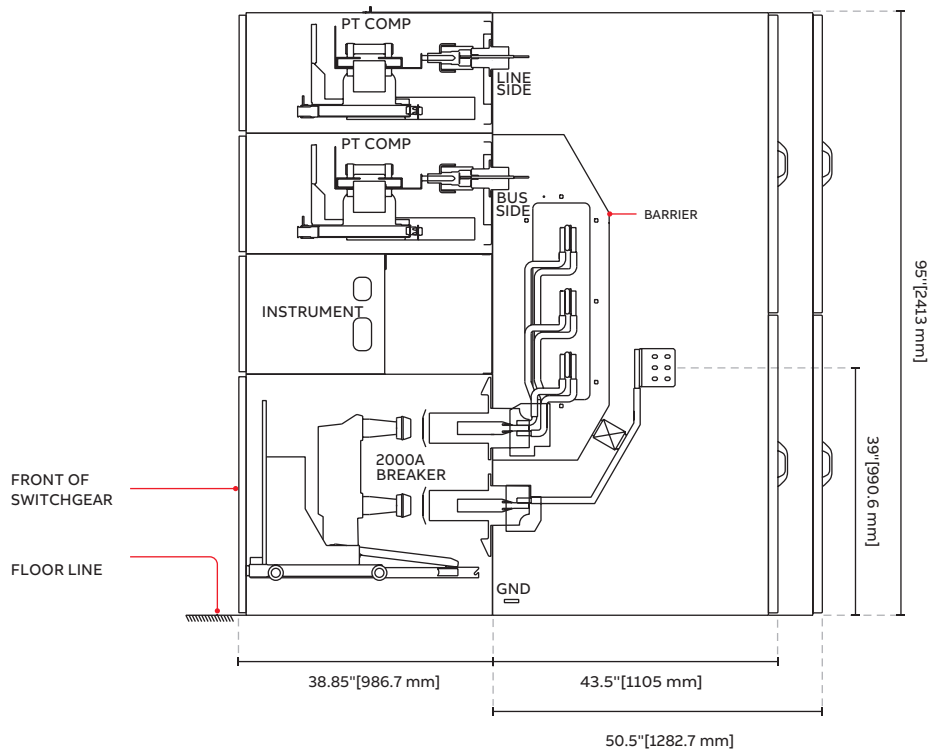 PT COMP
LINE
SIDE
PT COMP
BUS
SIDE
BARRIER
INSTRUMENT
95"[2413 mm]
2000A
BREAKER
39"[990.6 mm]
FRONT OF
SWITCHGEAR
FLOOR LINE
GND
38.85"[986.7 mm]
43.5"[1105 mm]
50.5"[1282.7 mm]